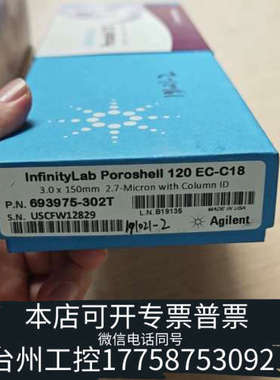 InfinityLab Poroshell 120 EC-C18
3.0 x 150mm 2.7-Micron with Column ID
P.N. 693975-302T
L.N. B19136
MADE IN USA
S.N. USCFW12829
Agilent
191021-2
本店可开专票普票
微信电话同号
台州工控17758753092